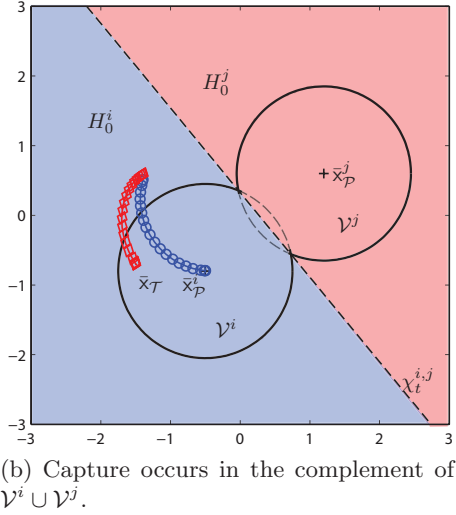 3
2
1
0
−1
−2
−3
H_0^i
H_0^j
x̄_P^j
V^j
x̄_T
x̄_P^i
V^i
χ_t^{i,j}
−3 −2 −1 0 1 2 3
(b) Capture occurs in the complement of
V^i ∪ V^j.